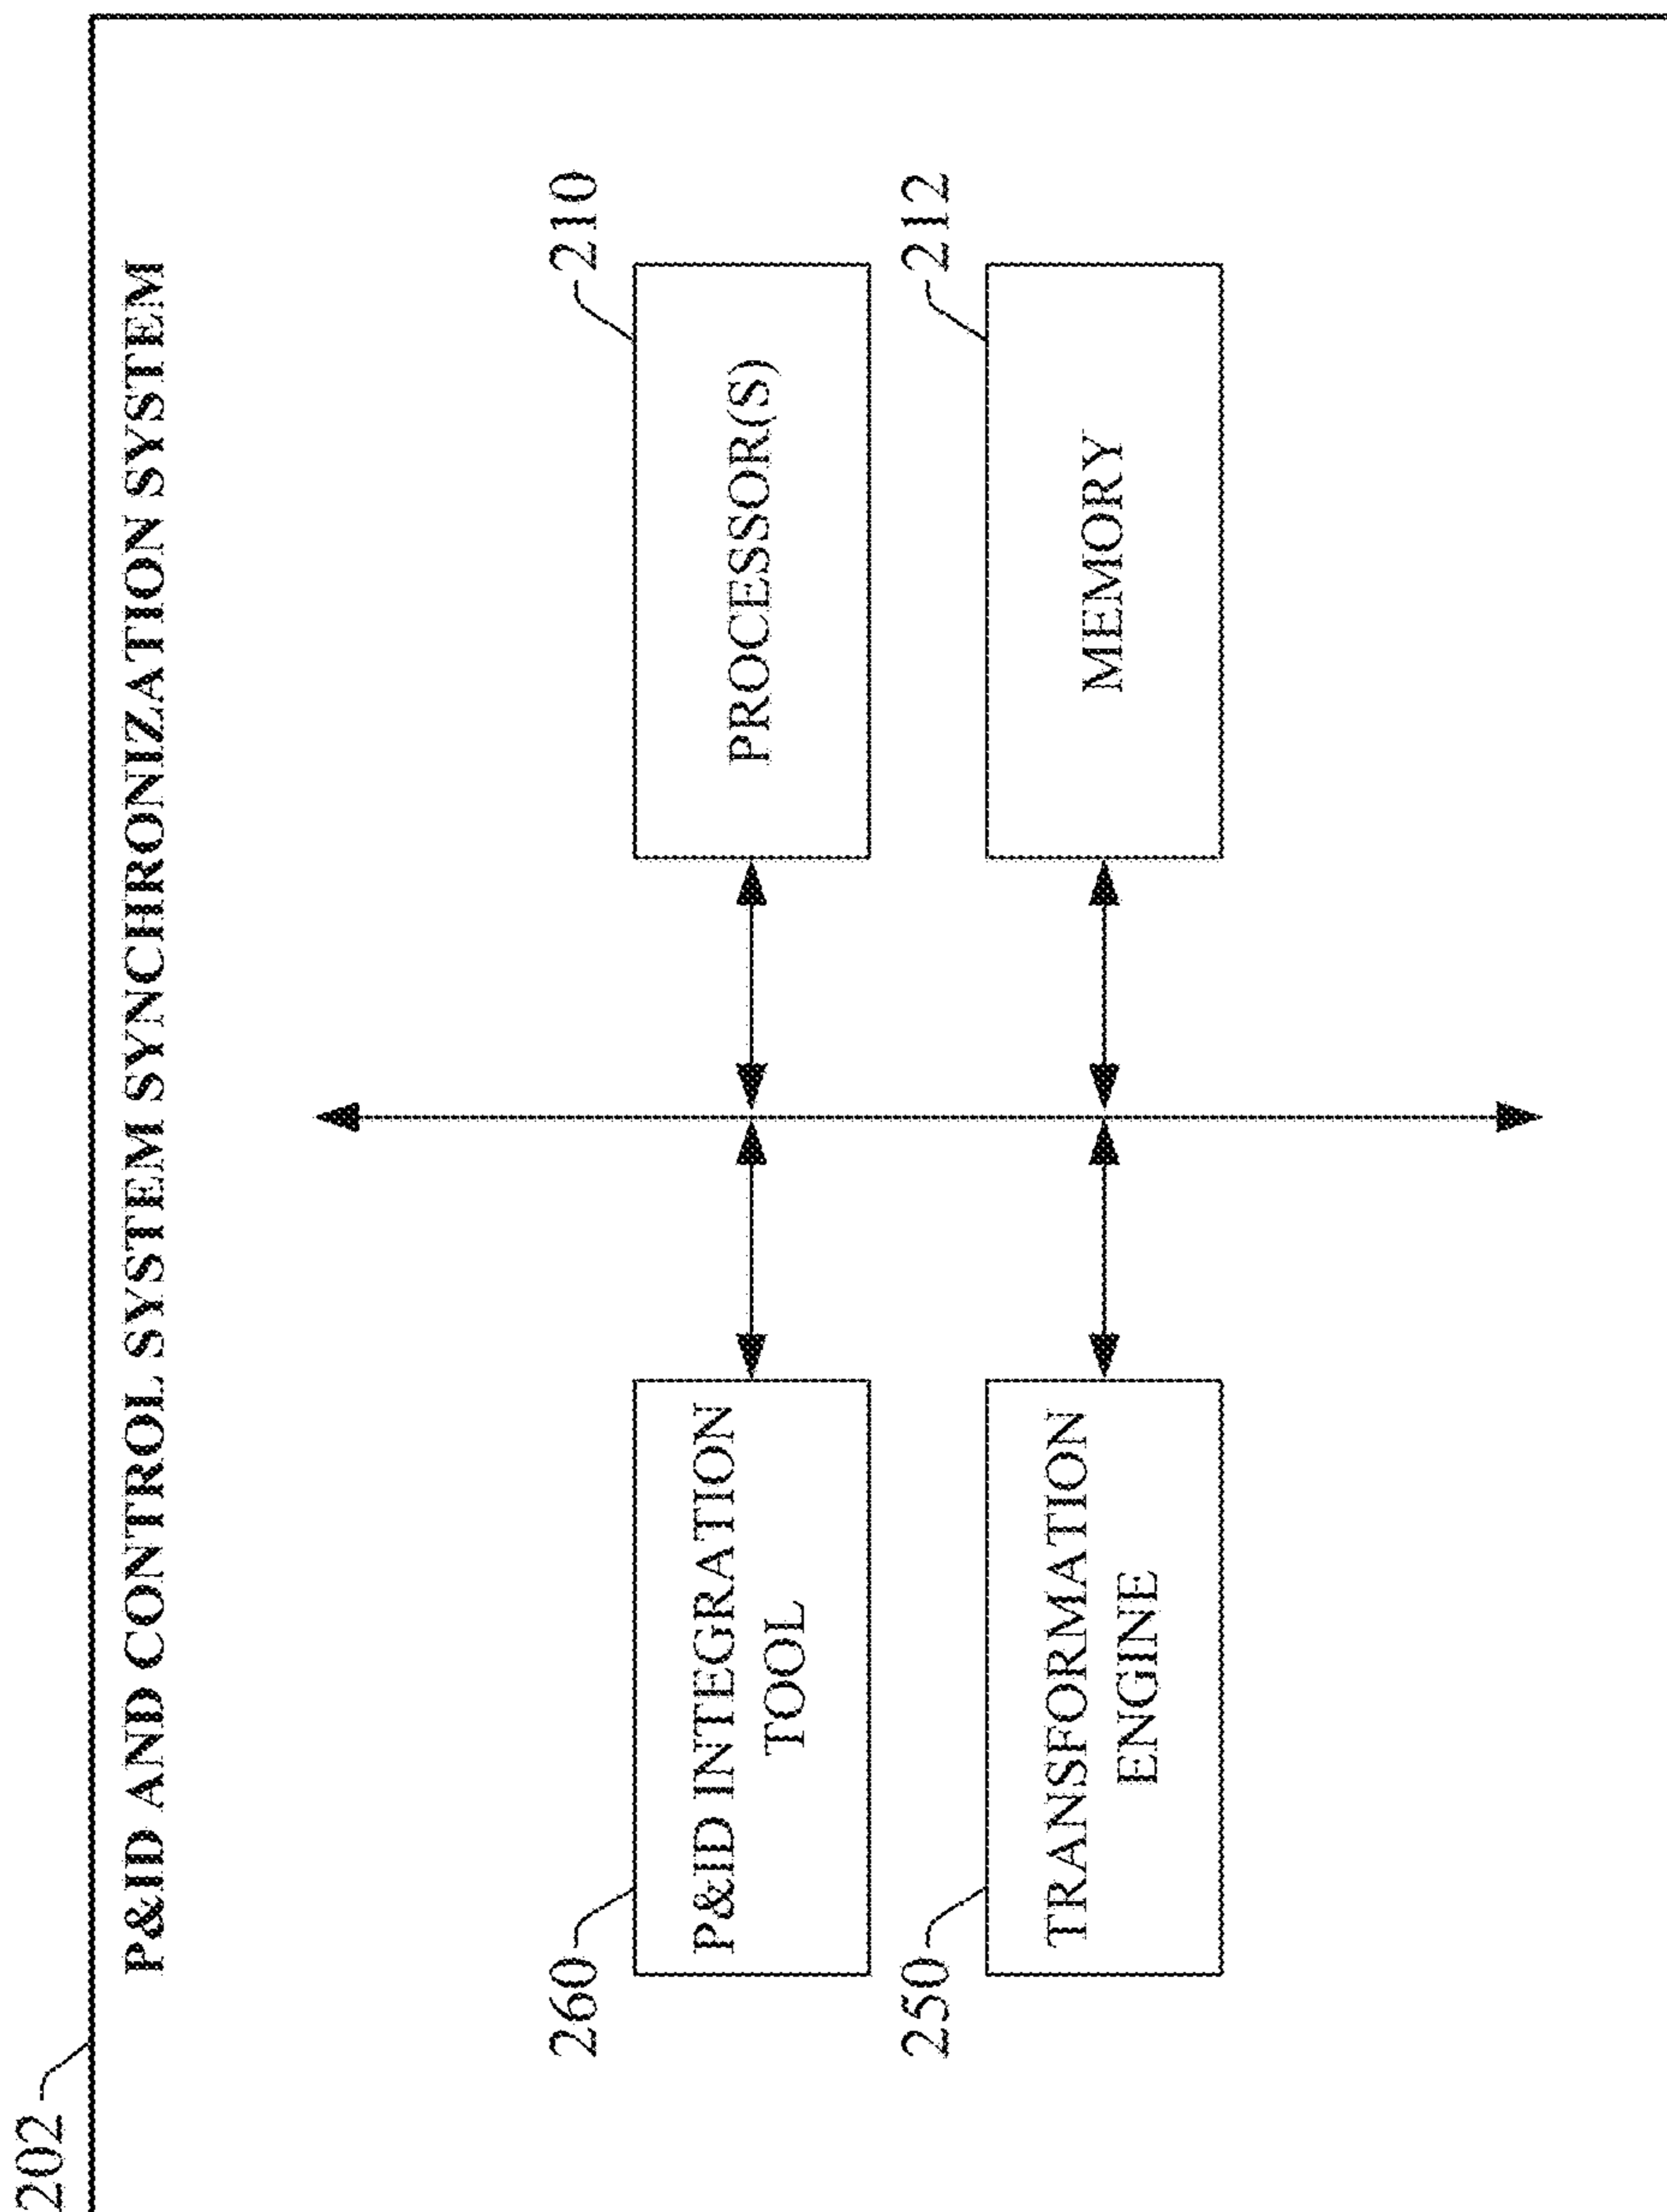 202
P&ID AND CONTROL SYSTEM SYNCHRONIZATION SYSTEM
260
P&ID INTEGRATION
TOOL
210
PROCESSOR(S)
250
TRANSFORMATION
ENGINE
212
MEMORY